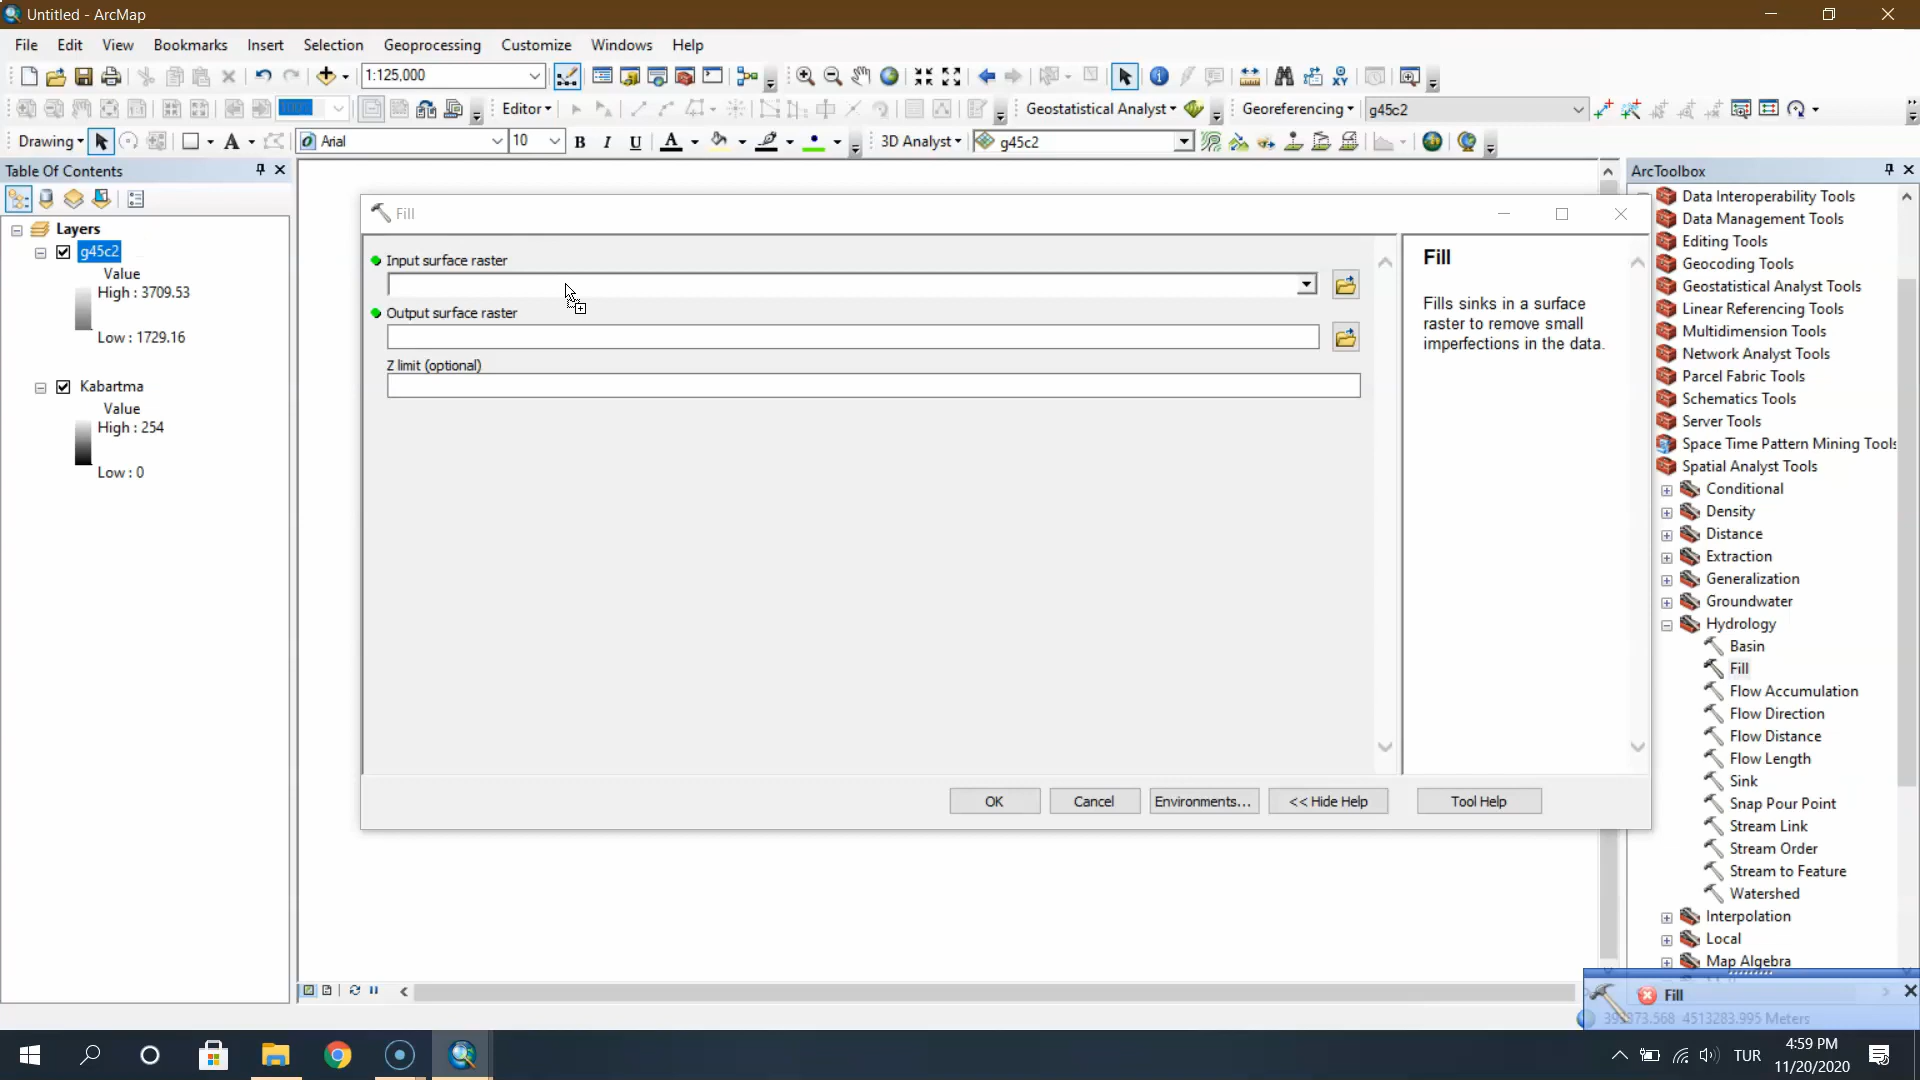 Untitled - ArcMap
File Edit View Bookmarks Insert Selection Geoprocessing Customize Windows Help
1:125,000
Editor Geostatistical Analyst Georeferencing g45c2
Drawing Arial 10 B I U A 3D Analyst g45c2
Table Of Contents
Layers
g45c2
Value
High : 3709.53
Low : 1729.16
Kabartma
Value
High : 254
Low : 0
Fill
Input surface raster
Output surface raster
Z limit (optional)
OK Cancel Environments... << Hide Help Tool Help
Fill
Fills sinks in a surface
raster to remove small
imperfections in the data.
ArcToolbox
Data Interoperability Tools
Data Management Tools
Editing Tools
Geocoding Tools
Geostatistical Analyst Tools
Linear Referencing Tools
Multidimension Tools
Network Analyst Tools
Parcel Fabric Tools
Schematics Tools
Server Tools
Space Time Pattern Mining Tools
Spatial Analyst Tools
Conditional
Density
Distance
Extraction
Generalization
Groundwater
Hydrology
Basin
Fill
Flow Accumulation
Flow Direction
Flow Distance
Flow Length
Sink
Snap Pour Point
Stream Link
Stream Order
Stream to Feature
Watershed
Interpolation
Local
Map Algebra
Fill
4513283.995 Meters
TUR
4:59 PM
11/20/2020